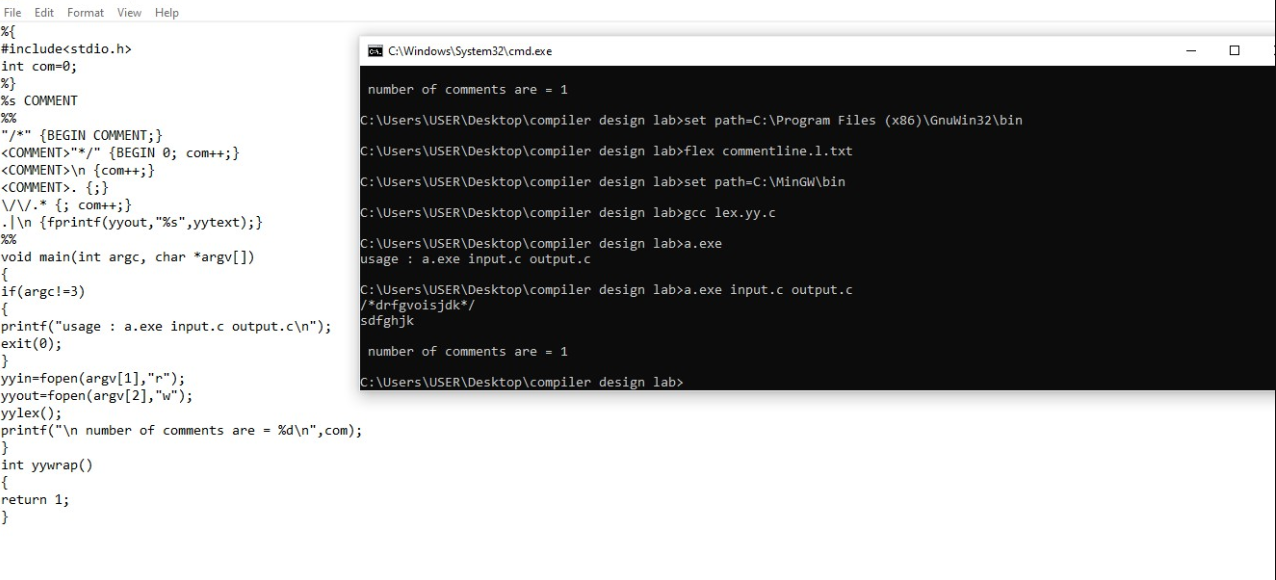 File Edit Format View Help
%{
#include<stdio.h>
int com=0;
%}
%s COMMENT
%%
"/*" {BEGIN COMMENT;}
<COMMENT>"*/" {BEGIN 0; com++;}
<COMMENT>\n {com++;}
<COMMENT>. {;}
\/\/.* {; com++;}
.|\n {fprintf(yyout,"%s",yytext);}
%%
void main(int argc, char *argv[])
{
if(argc!=3)
{
printf("usage : a.exe input.c output.c\n");
exit(0);
}
yyin=fopen(argv[1],"r");
yyout=fopen(argv[2],"w");
yylex();
printf("\n number of comments are = %d\n",com);
}
int yywrap()
{
return 1;
}
C:\Windows\System32\cmd.exe
number of comments are = 1
C:\Users\USER\Desktop\compiler design lab>set path=C:\Program Files (x86)\GnuWin32\bin
C:\Users\USER\Desktop\compiler design lab>flex commentline.l.txt
C:\Users\USER\Desktop\compiler design lab>set path=C:\MinGW\bin
C:\Users\USER\Desktop\compiler design lab>gcc lex.yy.c
C:\Users\USER\Desktop\compiler design lab>a.exe
usage : a.exe input.c output.c
C:\Users\USER\Desktop\compiler design lab>a.exe input.c output.c
/*drfgvoisjdk*/
sdfghjk
number of comments are = 1
C:\Users\USER\Desktop\compiler design lab>